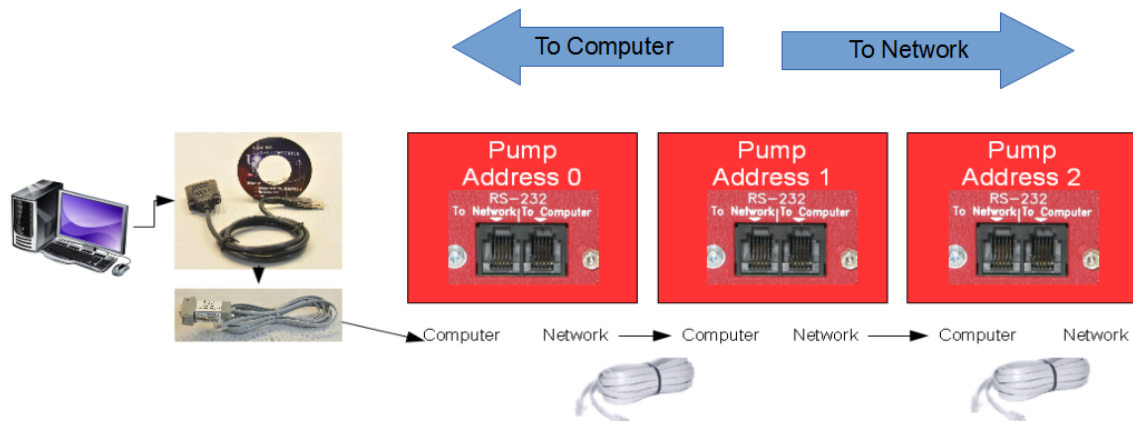 To Computer
To Network
Pump
Address 0
RS-232
To Network To Computer
Pump
Address 1
RS-232
To Network To Computer
Pump
Address 2
RS-232
To Network To Computer
Computer
Network
Computer
Network
Computer
Network